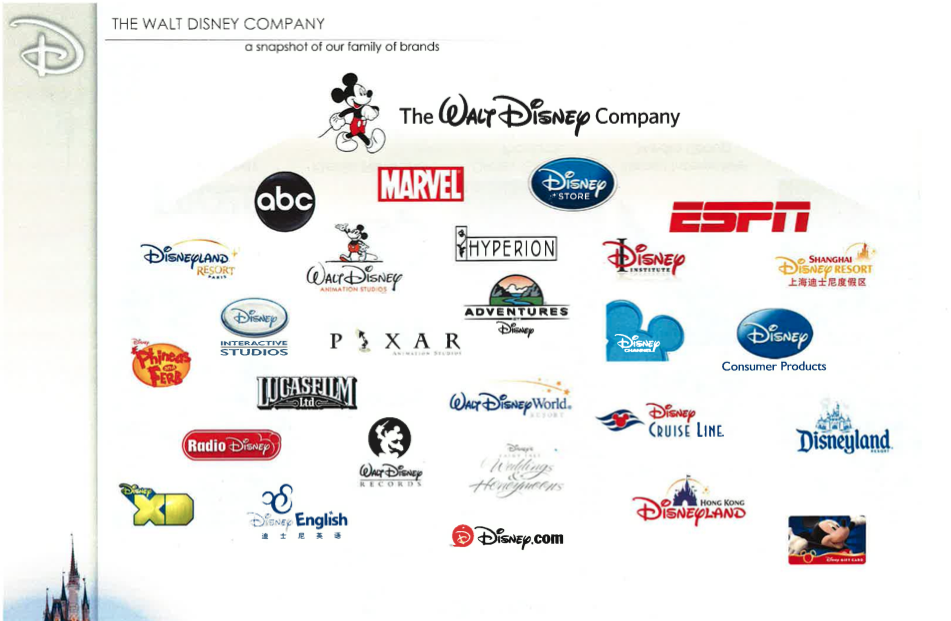 THE WALT DISNEY COMPANY
a snapshot of our family of brands
The WALT DISNEY Company
abc
MARVEL
DISNEY
STORE
ESPN
DISNEYLAND
RESORT
PARIS
WALT DISNEY
ANIMATION STUDIOS
HYPERION
DISNEY
INSTITUTE
SHANGHAI
DISNEY RESORT
上海迪士尼度假区
DISNEY
INTERACTIVE
STUDIOS
PIXAR
ANIMATION STUDIOS
ADVENTURES
BY
DISNEY
DISNEY
CHANNEL
DISNEY
Consumer Products
Disney
PHINEAS
AND
FERB
LUCASFILM
Ltd
WALT DISNEY World®
RESORT
DISNEY
CRUISE LINE
Disneyland
RESORT
Radio DISNEY
WALT DISNEY
RECORDS
Disney's
FAIRY TALE
Weddings
&
Honeymoons
DISNEY
XD
DISNEY English
迪士尼英语
HONG KONG
DISNEYLAND
DISNEY.com
Disney GIFT CARD